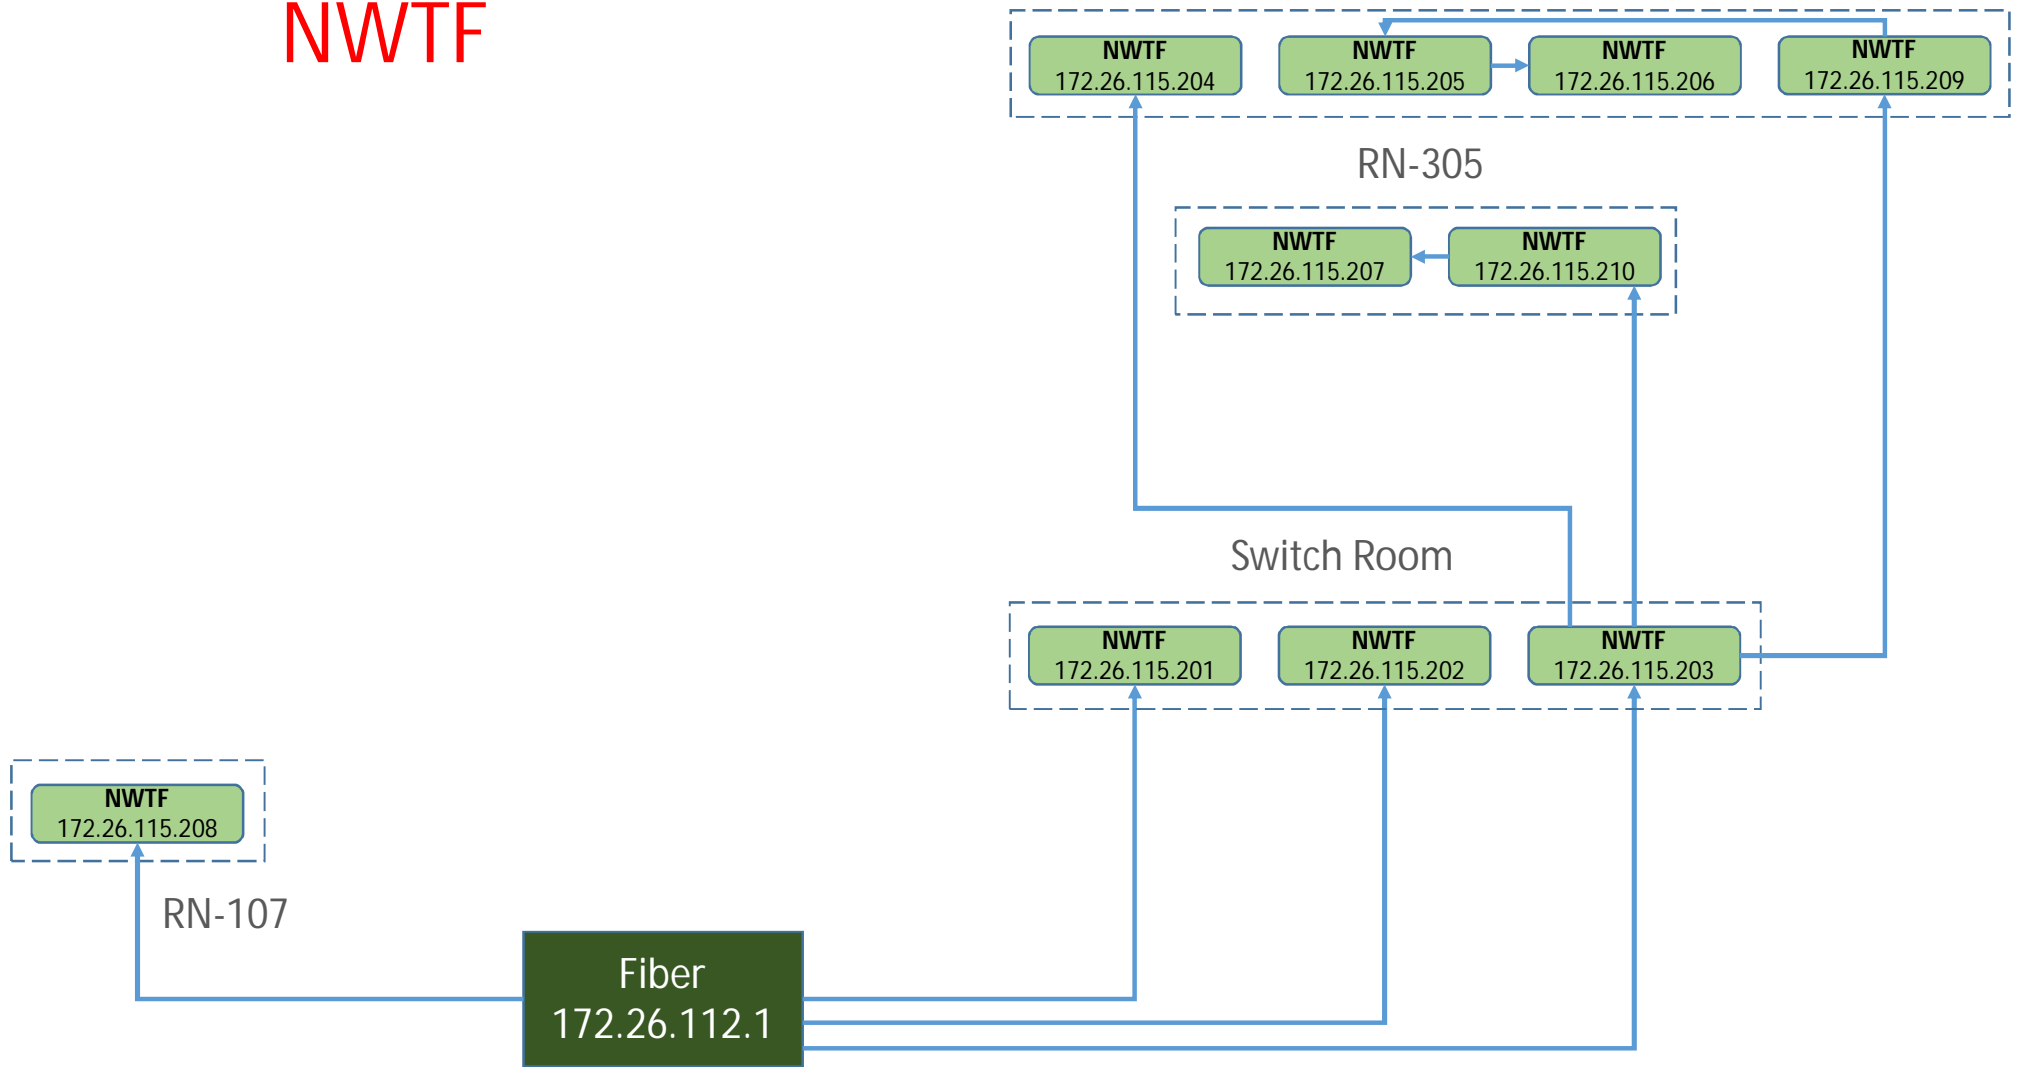 NWTF
NWTF
172.26.115.204
NWTF
172.26.115.205
NWTF
172.26.115.206
NWTF
172.26.115.209
RN-305
NWTF
172.26.115.207
NWTF
172.26.115.210
Switch Room
NWTF
172.26.115.201
NWTF
172.26.115.202
NWTF
172.26.115.203
NWTF
172.26.115.208
RN-107
Fiber
172.26.112.1